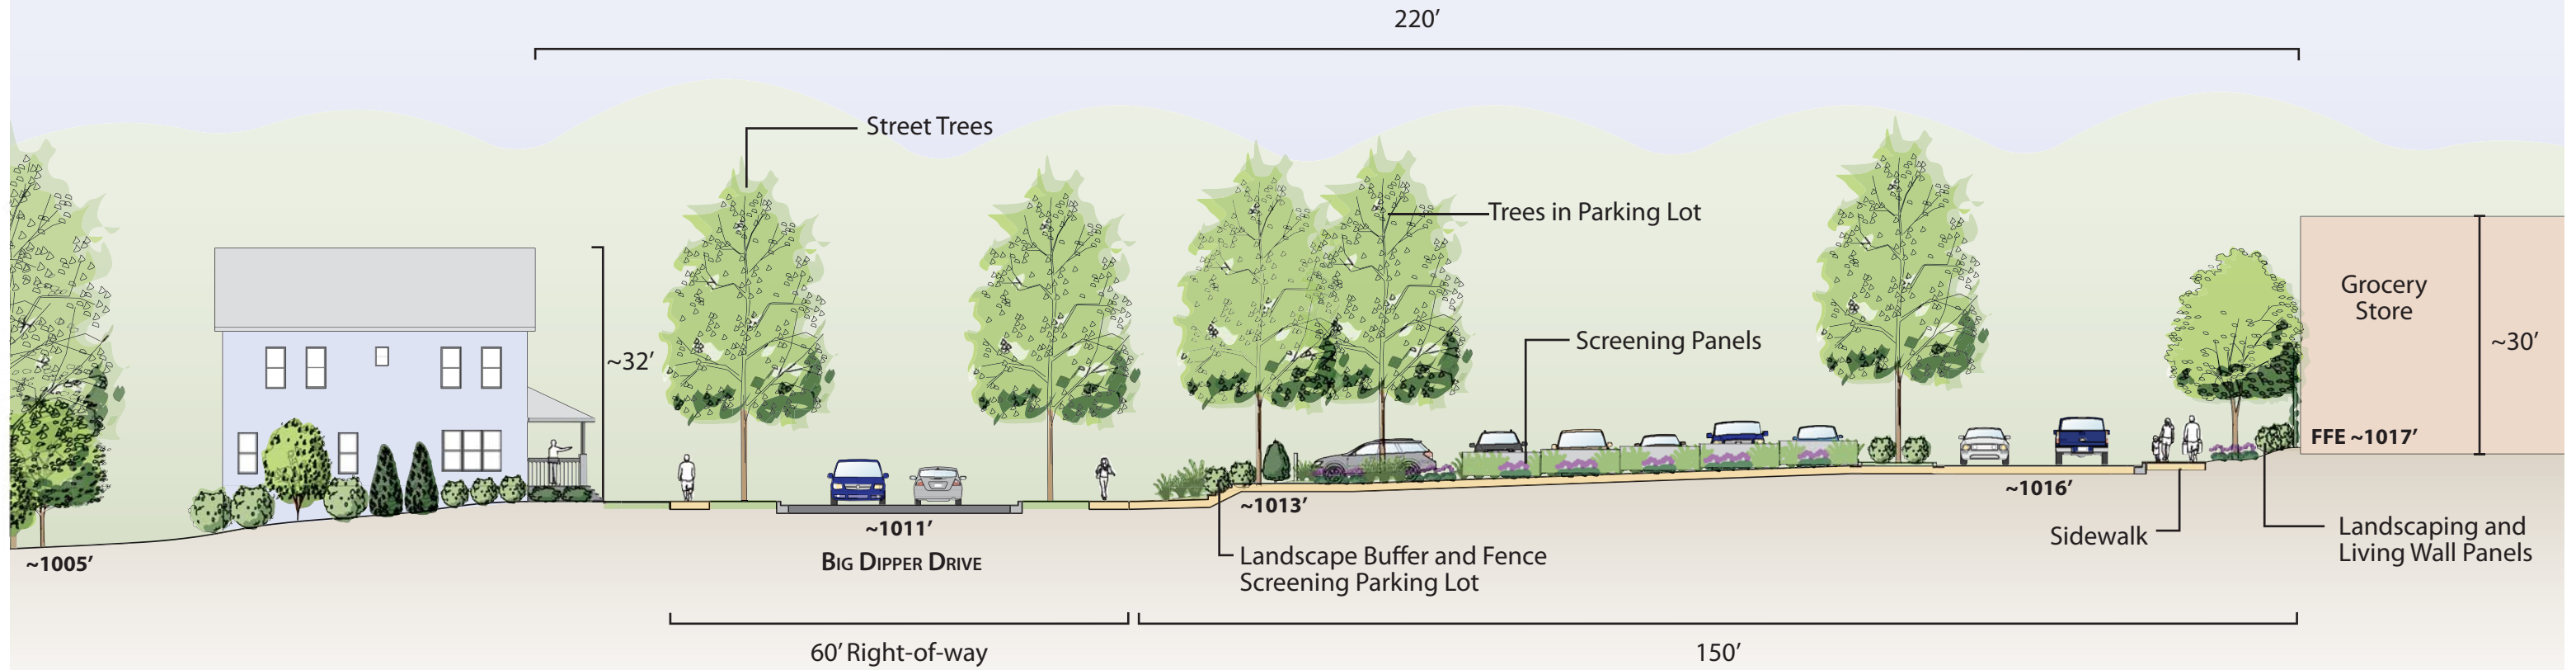 220’
Street Trees
Trees in Parking Lot
Grocery
Store
Screening Panels
~32’
~30’
FFE ~1017’
~1016’
~1013’
~1011’
Sidewalk
Landscaping and
Living Wall Panels
Landscape Buffer and Fence
Screening Parking Lot
Big Dipper Drive
~1005’
60’ Right-of-way
150’